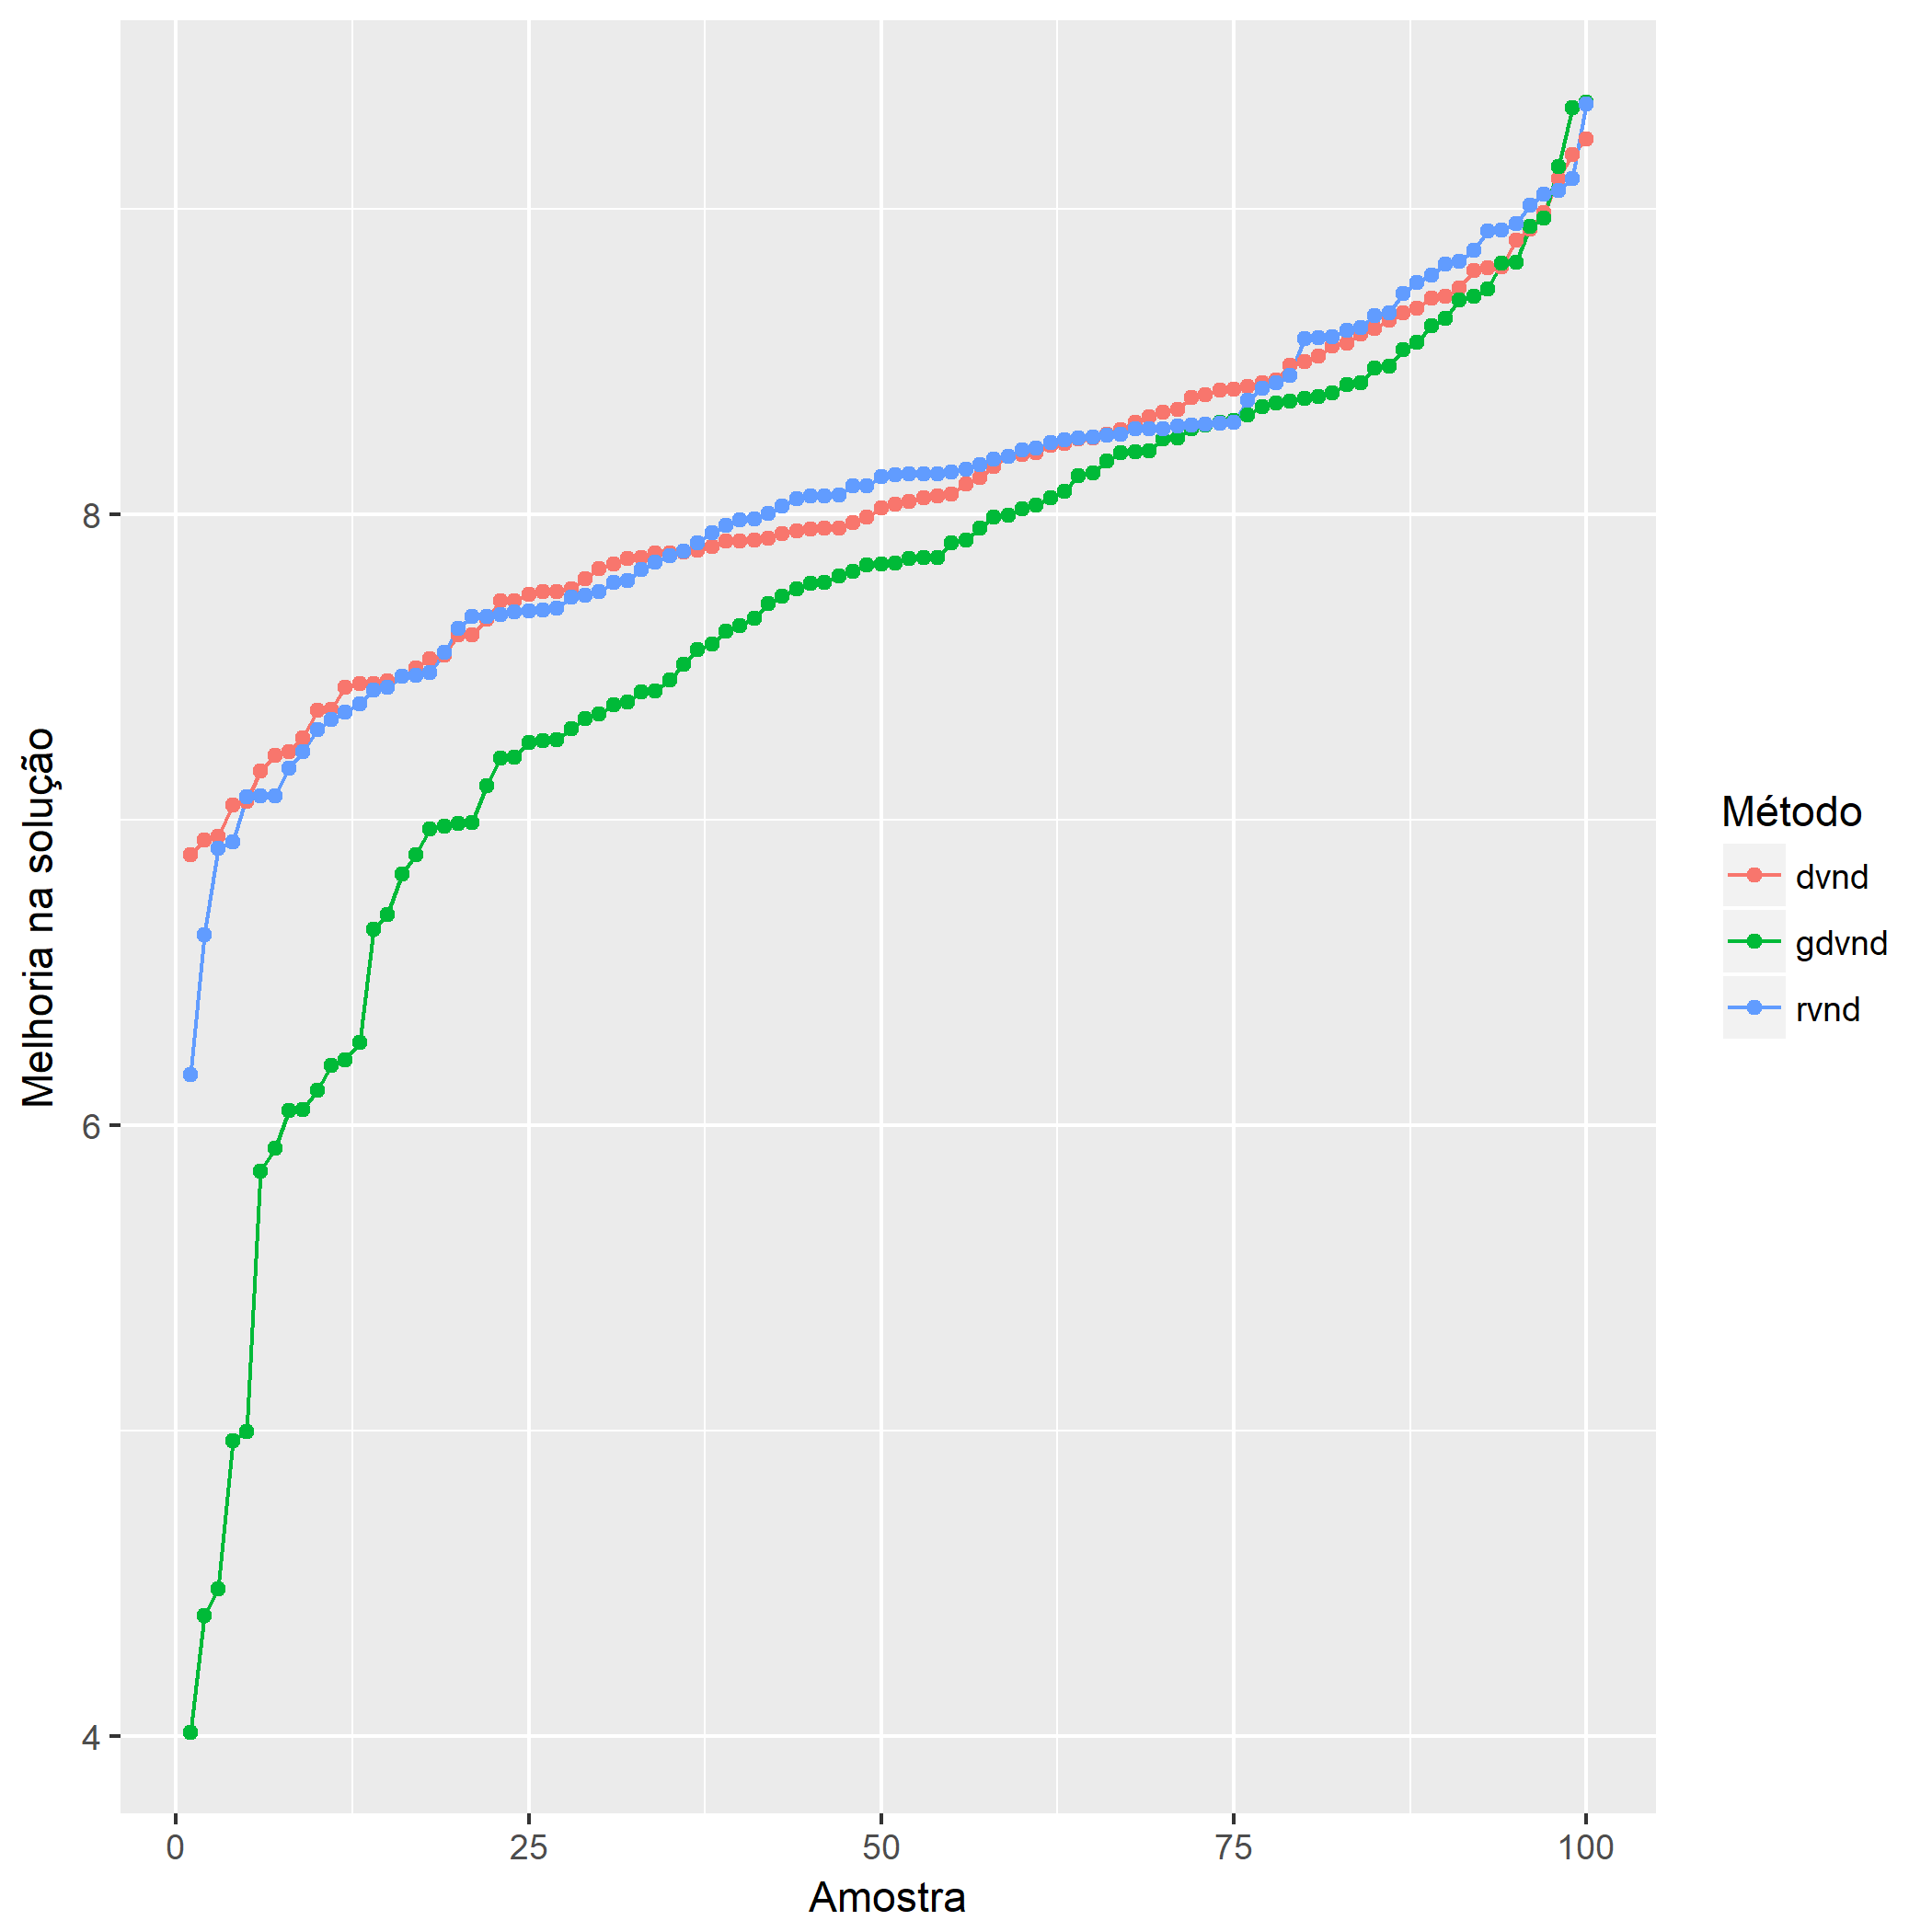 Melhoria na solução
8
6
4
0 25 50 75 100
Amostra
Método
dvnd
gdvnd
rvnd